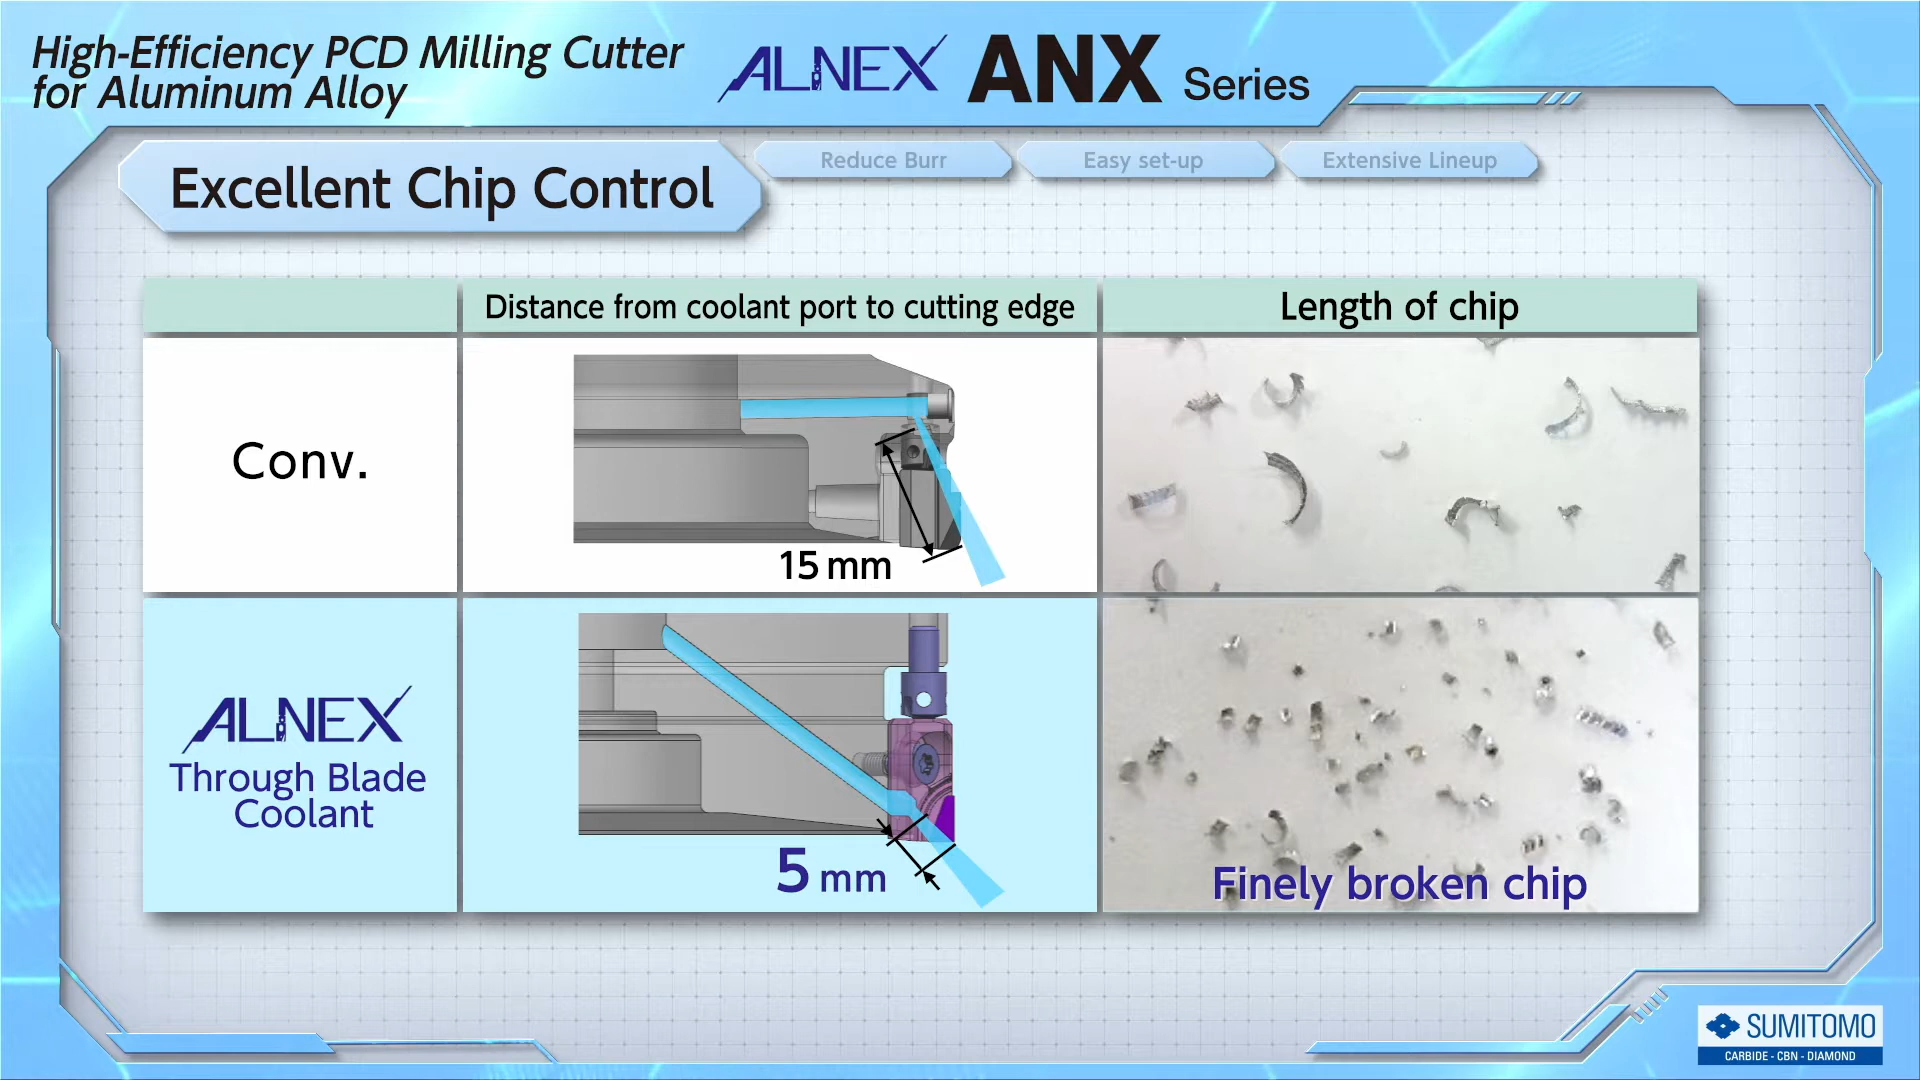 High-Efficiency PCD Milling Cutter
for Aluminum Alloy
ALNEX ANX Series
Excellent Chip Control
Reduce Burr
Easy set-up
Extensive Lineup
Distance from coolant port to cutting edge
Length of chip
Conv.
15 mm
ALNEX
Through Blade
Coolant
5 mm
Finely broken chip
SUMITOMO
CARBIDE - CBN - DIAMOND